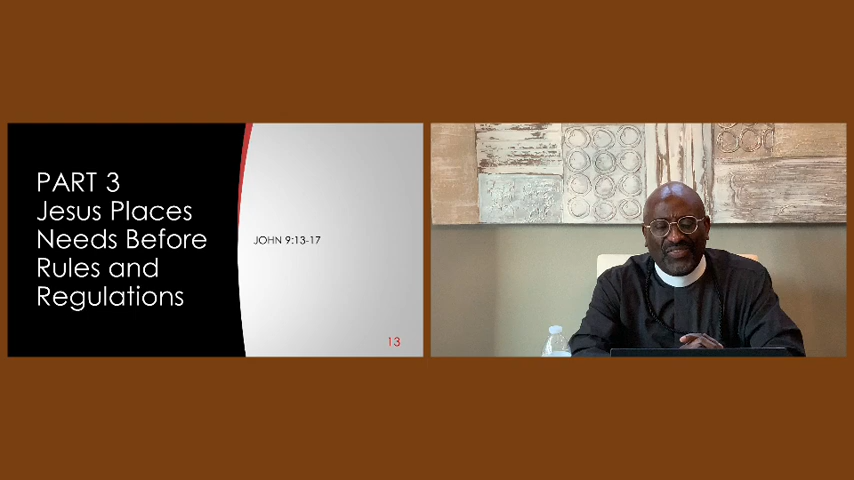 PART 3
Jesus Places
Needs Before
Rules and
Regulations
JOHN 9:13-17
13